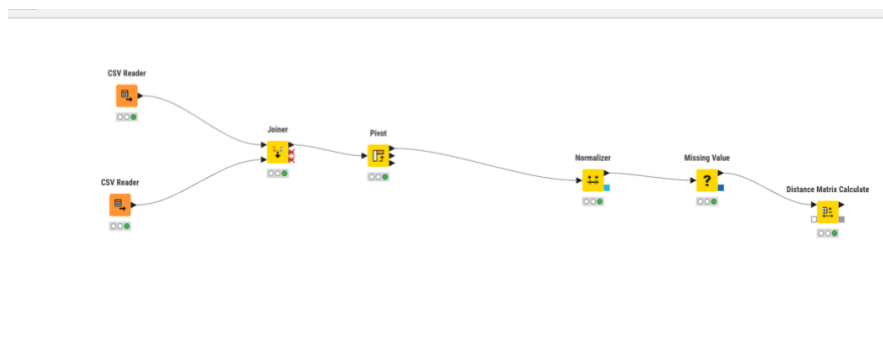 CSV Reader
Joiner
Pivot
Normalizer
Missing Value
CSV Reader
Distance Matrix Calculate
?